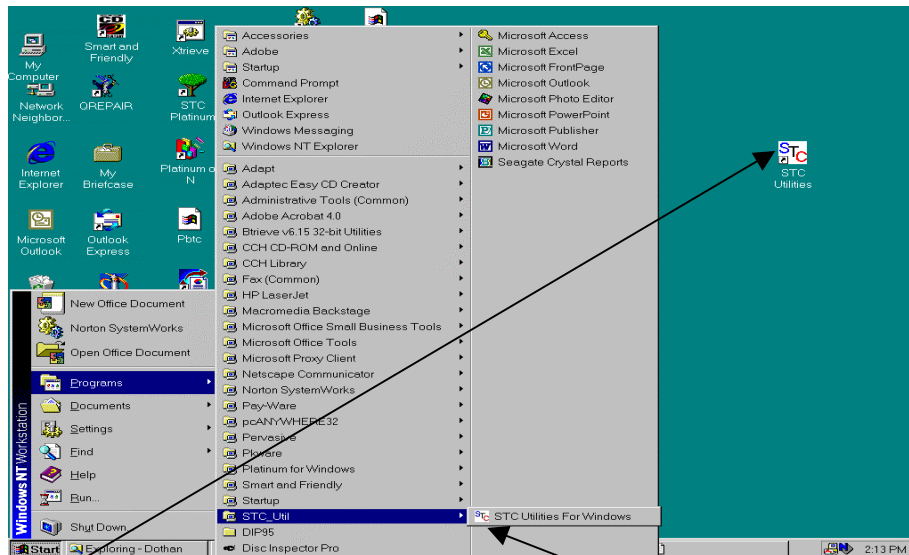 My
Computer
Smart and
Friendly
Xtrieve
Network
Neighbor...
QREPAIR
STC
Platinum
Internet
Explorer
My
Briefcase
Platinum o
N
Microsoft
Outlook
Outlook
Express
Pbtc
New Office Document
Norton SystemWorks
Open Office Document
Programs
Documents
Settings
Find
Help
Run...
Shut Down
Windows NT Workstation
Accessories
Adobe
Startup
Command Prompt
Internet Explorer
Outlook Express
Windows Messaging
Windows NT Explorer
Adapt
Adaptec Easy CD Creator
Administrative Tools (Common)
Adobe Acrobat 4.0
Btrieve v6.15 32-bit Utilities
CCH CD-ROM and Online
CCH Library
Fax (Common)
HP LaserJet
Macromedia Backstage
Microsoft Office Small Business Tools
Microsoft Office Tools
Microsoft Proxy Client
Netscape Communicator
Norton SystemWorks
Pay-Ware
pcANYWHERE32
Pervasive
Pkware
Platinum for Windows
Smart and Friendly
Startup
STC_Util
DIP95
Disc Inspector Pro
Microsoft Access
Microsoft Excel
Microsoft FrontPage
Microsoft Outlook
Microsoft Photo Editor
Microsoft PowerPoint
Microsoft Publisher
Microsoft Word
Seagate Crystal Reports
STC Utilities For Windows
STC
STC
Utilities
Start
Exploring - Dothan
2:13 PM